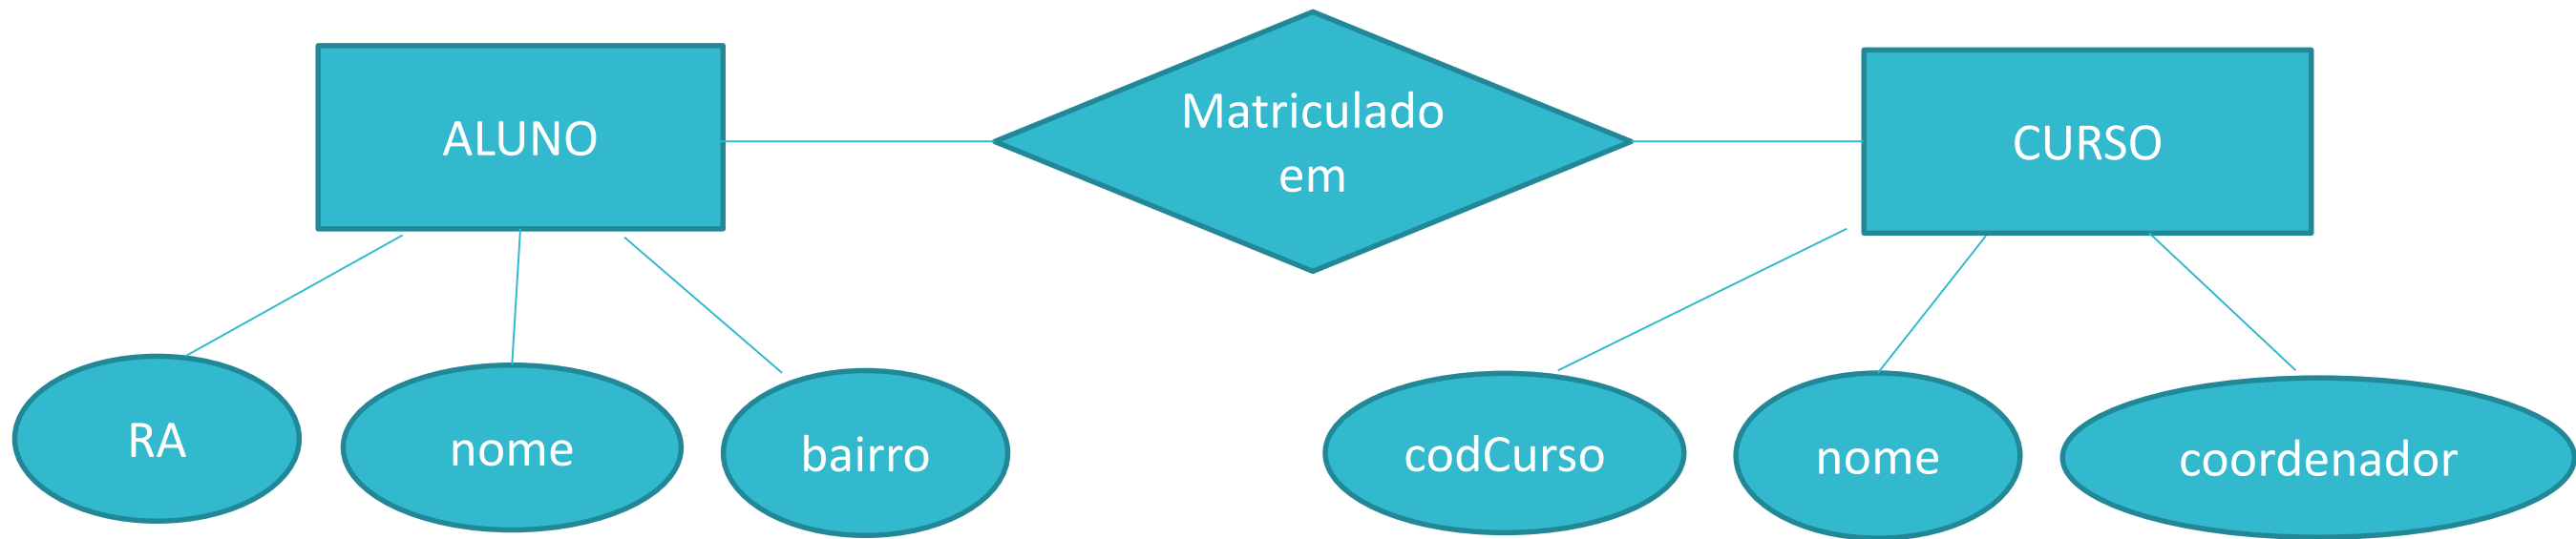 ALUNO
Matriculado
em
CURSO
RA
nome
bairro
codCurso
nome
coordenador